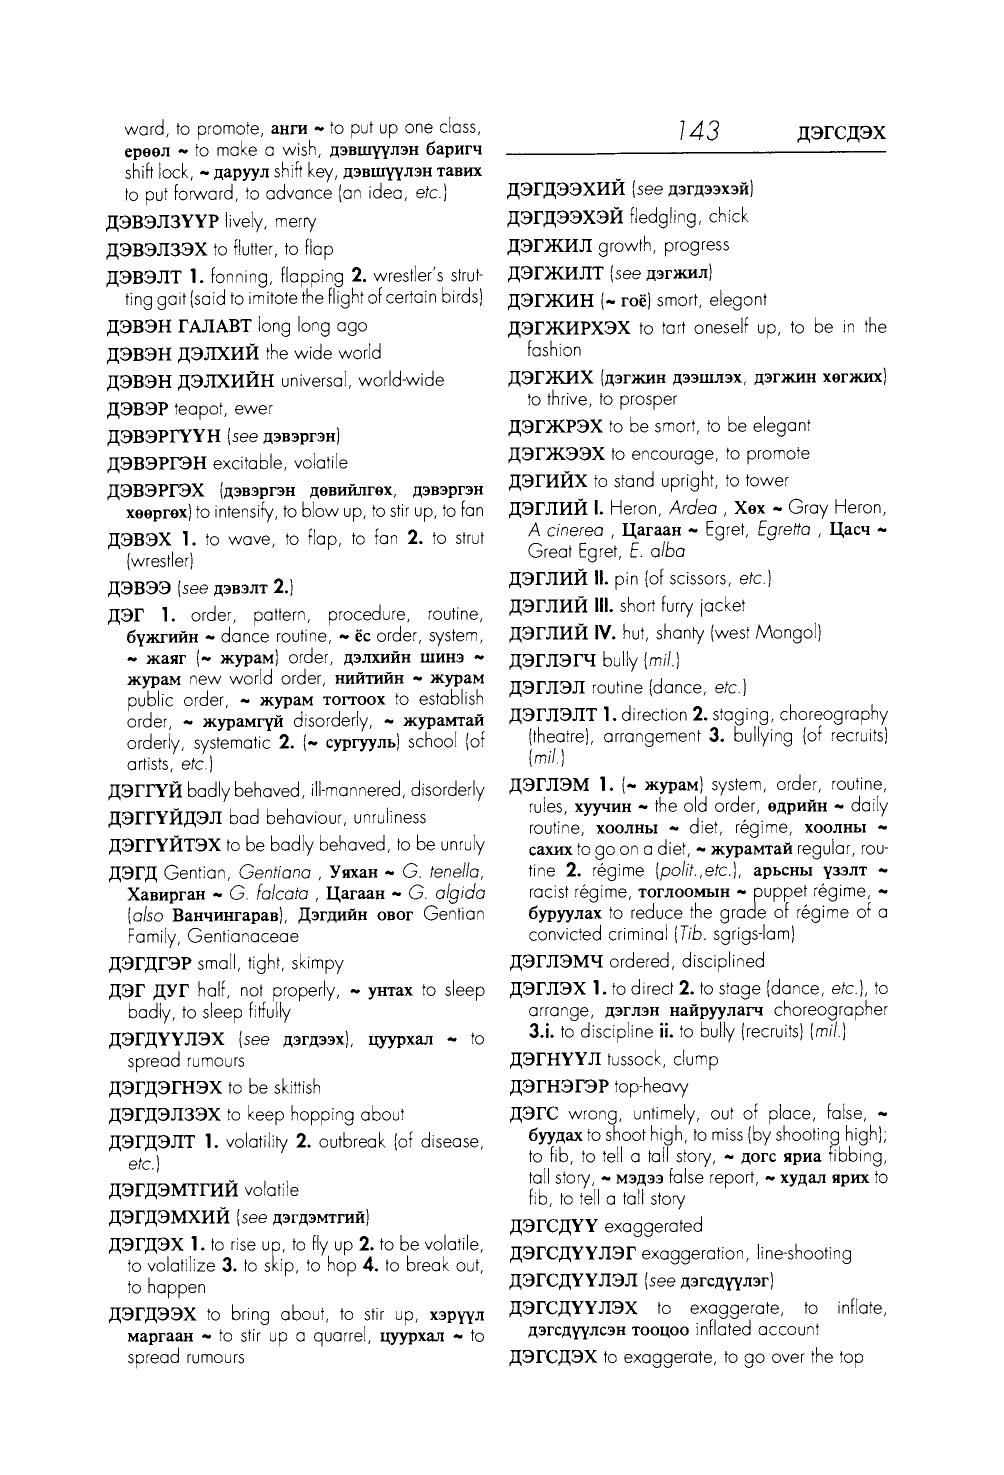 ward, to promote, анги ~ to put up one class,
ерөөл ~ to make a wish, дэвшүүлэн баригч
shift lock, ~ даруул shift key, дэвшүүлэн тавих
to put forward, to advance (an idea, etc.)
ДЭВЭЛЗҮҮР lively, merry
ДЭВЭЛЗЭХ to flutter, to flap
ДЭВЭЛТ 1. fonning, flapping 2. wrestler's strut-
ting gait (said to imitote the flight of certain birds)
ДЭВЭН ГАЛАВТ long long ago
ДЭВЭН ДЭЛХИЙ the wide world
ДЭВЭН ДЭЛХИЙН universal, world-wide
ДЭВЭР teapot, ewer
ДЭВЭРГҮҮН (see дэвэргэн)
ДЭВЭРГЭН excitable, volatile
ДЭВЭРГЭХ (дэвэргэн дөвийлгөх, дэвэргэн
хөөргөх) to intensify, to blow up, to stir up, to fan
ДЭВЭХ 1. to wave, to flap, to fan 2. to strut
(wrestler)
ДЭВЭЭ (see дэвэлт 2.)
ДЭГ 1. order, pattern, procedure, routine,
бүжгийн ~ dance routine, ~ ёс order, system,
~ жаяг (~ журам) order, дэлхийн шинэ ~
журам new world order, нийтийн ~ журам
public order, ~ журам тогтоох to establish
order, ~ журамгүй disorderly, ~ журамтай
orderly, systematic 2. (~ сургууль) school (of
artists, etc.)
ДЭГГҮЙ badly behaved, ill-mannered, disorderly
ДЭГГҮЙДЭЛ bad behaviour, unruliness
ДЭГГҮЙТЭХ to be badly behaved, to be unruly
ДЭГД Gentian, Gentiana , Уяхан ~ G. tenella,
Хавирган ~ G. falcata , Цагаан ~ G. algida
(also Ванчингарав), Дэгдийн овог Gentian
Family, Gentianaceae
ДЭГДГЭР small, tight, skimpy
ДЭГ ДУГ half, not properly, ~ унтах to sleep
badly, to sleep fitfully
ДЭГДҮҮЛЭХ (see дэгдээх), цуурхал ~ to
spread rumours
ДЭГДЭГНЭХ to be skittish
ДЭГДЭЛЗЭХ to keep hopping about
ДЭГДЭЛТ 1. volatility 2. outbreak (of disease,
etc.)
ДЭГДЭМТГИЙ volatile
ДЭГДЭМХИЙ (see дэгдэмтгий)
ДЭГДЭХ 1. to rise up, to fly up 2. to be volatile,
to volatilize 3. to skip, to hop 4. to break out,
to happen
ДЭГДЭЭХ to bring about, to stir up, хэрүүл
маргаан ~ to stir up a quarrel, цуурхал ~ to
spread rumours
143 ДЭГСДЭХ
ДЭГДЭЭХИЙ (see дэгдээхэй)
ДЭГДЭЭХЭЙ fledgling, chick
ДЭГЖИЛ growth, progress
ДЭГЖИЛТ (see дэгжил)
ДЭГЖИН (~ гоё) smort, elegont
ДЭГЖИРХЭХ to tart oneself up, to be in the
fashion
ДЭГЖИХ (дэгжин дээшлэх, дэгжин хөгжих)
to thrive, to prosper
ДЭГЖРЭХ to be smort, to be elegant
ДЭГЖЭЭХ to encourage, to promote
ДЭГИЙХ to stand upright, to tower
ДЭГЛИЙ I. Heron, Ardea , Хөх ~ Gray Heron,
A cinerea , Цагаан ~ Egret, Egretta , Цасч ~
Great Egret, E. alba
ДЭГЛИЙ II. pin (of scissors, etc.)
ДЭГЛИЙ III. short furry jacket
ДЭГЛИЙ IV. hut, shanty (west Mongol)
ДЭГЛЭГЧ bully (mil.)
ДЭГЛЭЛ routine (dance, etc.)
ДЭГЛЭЛТ 1. direction 2. staging, choreography
(theatre), arrangement 3. bullying (of recruits)
(mil.)
ДЭГЛЭМ 1. (~ журам) system, order, routine,
rules, хуучин ~ the old order, өдрийн ~ daily
routine, хоолны ~ diet, régime, хоолны ~
сахих to go on a diet, ~ журамтай regular, rou-
tine 2. régime (polit.,etc.), арьсны үзэлт ~
racist régime, тоглоомын ~ puppet régime, ~
буруулах to reduce the grade of régime of a
convicted criminal (Tib. sgrigs-lam)
ДЭГЛЭМЧ ordered, disciplined
ДЭГЛЭХ 1. to direct 2. to stage (dance, etc.), to
arrange, дэглэн найруулагч choreographer
3.i. to discipline ii. to bully (recruits) (mil.)
ДЭГНҮҮЛ tussock, clump
ДЭГНЭГЭР top-heavy
ДЭГС wrong, untimely, out of place, false, ~
буудах to shoot high, to miss (by shooting high);
to fib, to tell a tall story, ~ догс яриа fibbing,
tall story, ~ мэдээ false report, ~ худал ярих to
fib, to tell a tall story
ДЭГСДҮҮ exaggerated
ДЭГСДҮҮЛЭГ exaggeration, line-shooting
ДЭГСДҮҮЛЭЛ (see дэгсдүүлэг)
ДЭГСДҮҮЛЭХ to exaggerate, to inflate,
дэгсдүүлсэн тооцоо inflated account
ДЭГСДЭХ to exaggerate, to go over the top